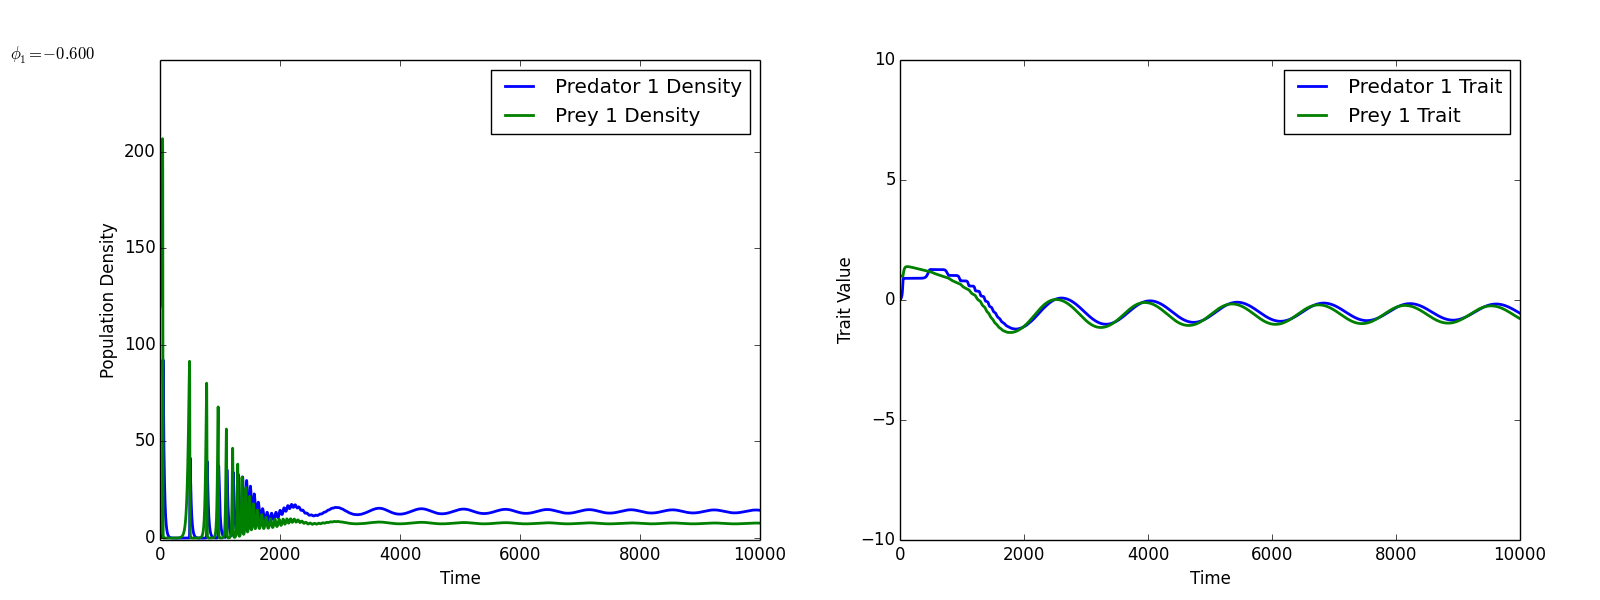 ϕ₁=−0.600
Predator 1 Density
Prey 1 Density
Population Density
200
150
100
50
0
0 2000 4000 6000 8000 10000
Time
Predator 1 Trait
Prey 1 Trait
Trait Value
10
5
0
−5
−10
0 2000 4000 6000 8000 10000
Time